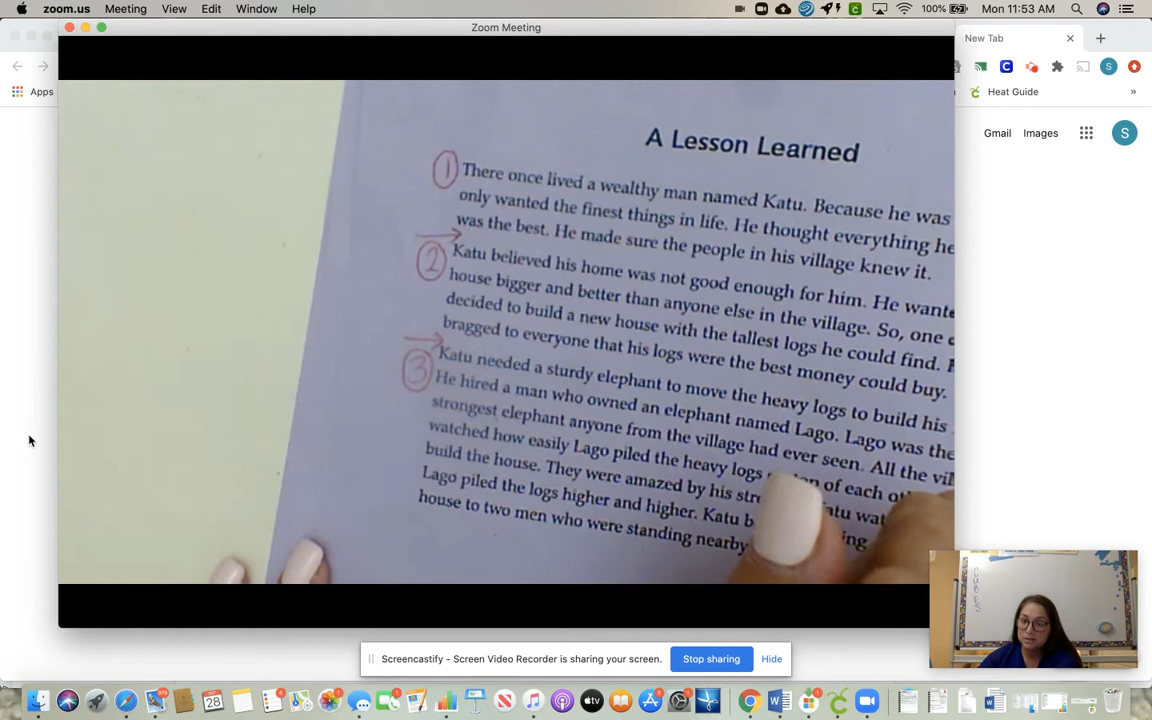 zoom.us Meeting View Edit Window Help 100% Mon 11:53 AM
Zoom Meeting
New Tab
Apps
Heat Guide
Gmail Images
S
A Lesson Learned
1 There once lived a wealthy man named Katu. Because he was
only wanted the finest things in life. He thought everything he
was the best. He made sure the people in his village knew it.
2 Katu believed his home was not good enough for him. He wante
house bigger and better than anyone else in the village. So, one
decided to build a new house with the tallest logs he could find.
bragged to everyone that his logs were the best money could buy.
3 Katu needed a sturdy elephant to move the heavy logs to build his
He hired a man who owned an elephant named Lago. Lago was the
strongest elephant anyone from the village had ever seen. All the vil
watched how easily Lago piled the heavy logs of each
build the house. They were amazed by his stre
Lago piled the logs higher and higher. Katu b
house to two men who were standing nearby
Screencastify - Screen Video Recorder is sharing your screen. Stop sharing Hide